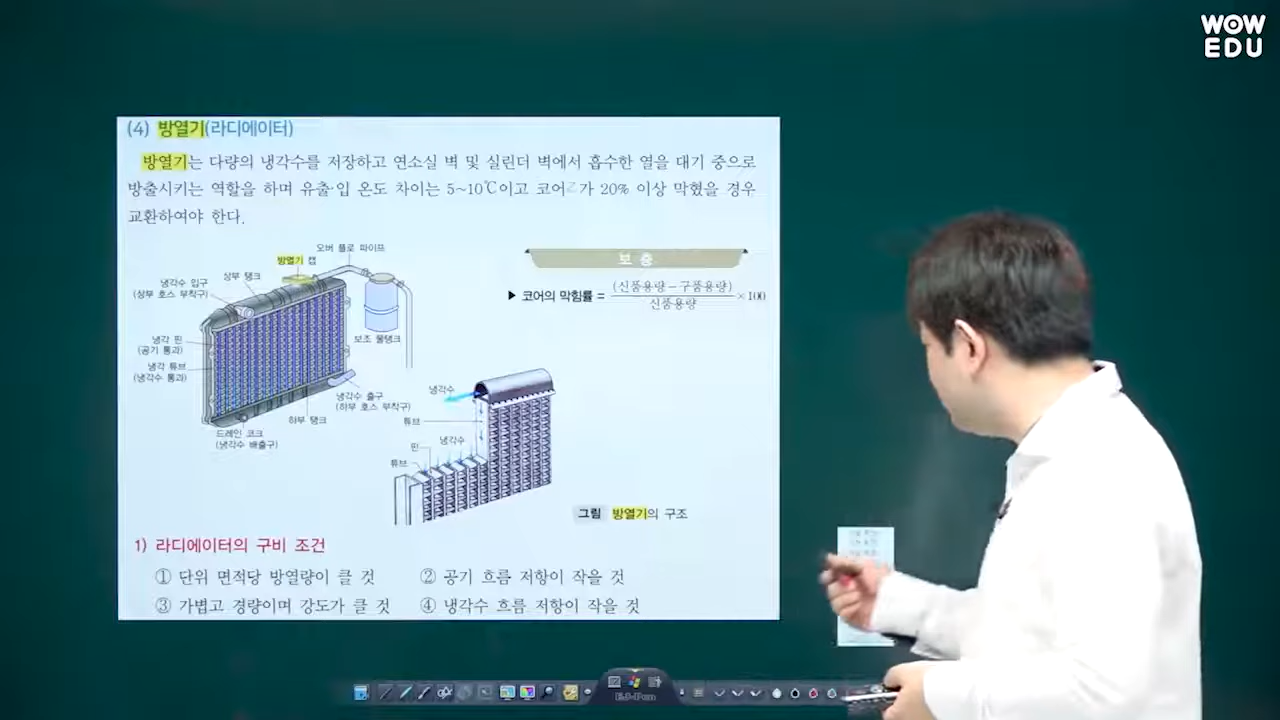 WOW
EDU
(4) 방열기(라디에이터)
방열기는 다량의 냉각수를 저장하고 연소실 벽 및 실린더 벽에서 흡수한 열을 대기 중으로
방출시키는 역할을 하며 유출·입 온도 차이는 5~10℃이고 코어가 20% 이상 막혔을 경우
교환하여야 한다.
오버 플로 파이프
방열기 캡
상부 탱크
냉각수 입구
(상부 호스 부착구)
냉각 핀
(공기 통과)
냉각 튜브
(냉각수 통과)
보조 물탱크
냉각수 출구
(하부 호스 부착구)
하부 탱크
드레인 코크
(냉각수 배출구)
보 충
▶ 코어의 막힘률 = (신품용량 - 구품용량) / 신품용량 × 100
냉각수
튜브
냉각수
핀
튜브
그림 방열기의 구조
1) 라디에이터의 구비 조건
① 단위 면적당 방열량이 클 것 ② 공기 흐름 저항이 작을 것
③ 가볍고 경량이며 강도가 클 것 ④ 냉각수 흐름 저항이 작을 것